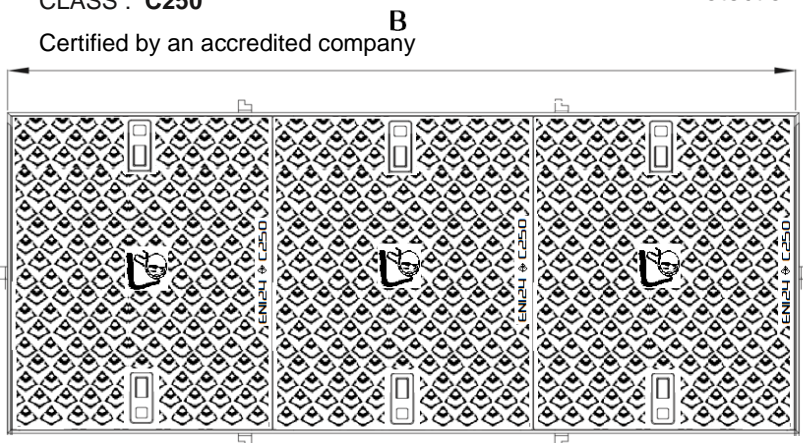 CLASS : C250
B
Certified by an accredited company
EN124 C250
EN124 C250
EN124 C250